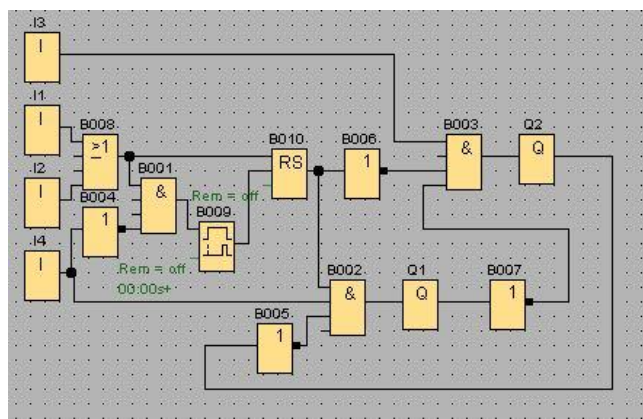 I3
I
I1
I
B008
>1
I2
I
B001
&
B004
1
I4
I
B010
RS
Rem = off
B009
Rem = off
00:00s+
B006
1
B003
&
Q2
Q
B002
&
Q1
Q
B007
1
B005
1